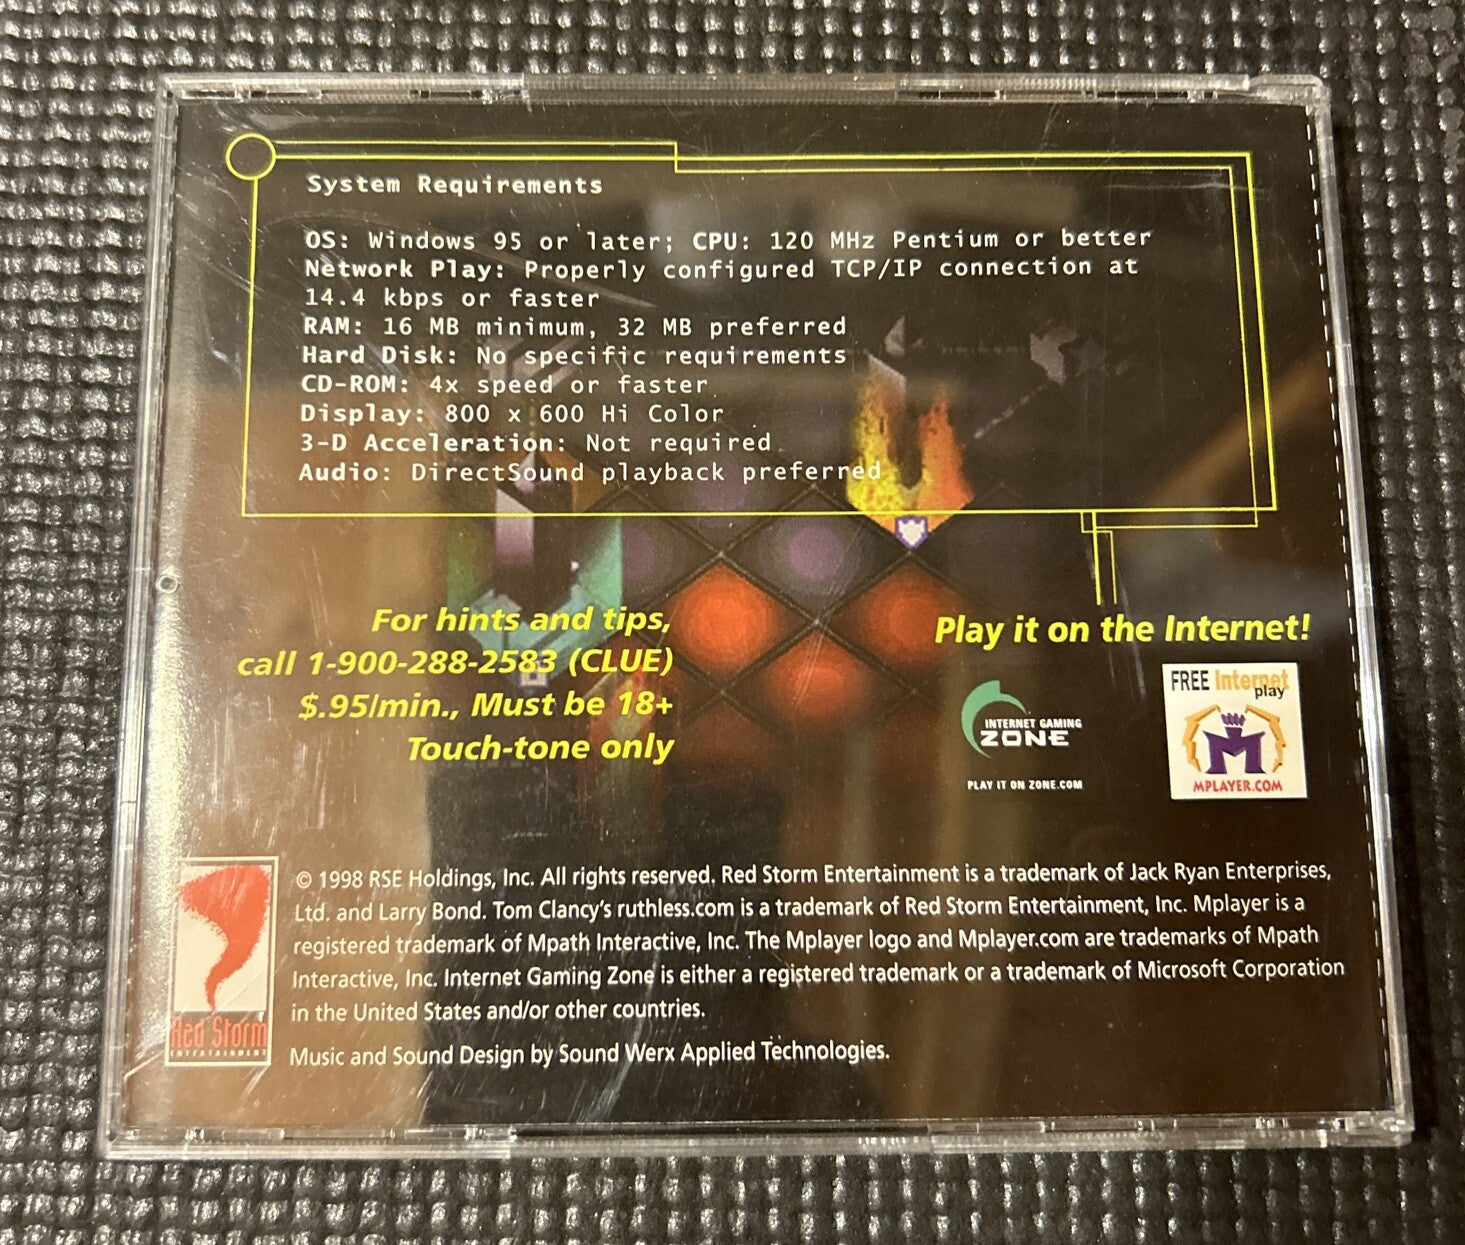 System Requirements
OS: Windows 95 or later; CPU: 120 MHz Pentium or better
Network Play: Properly configured TCP/IP connection at
14.4 kbps or faster
RAM: 16 MB minimum, 32 MB preferred
Hard Disk: No specific requirements
CD-ROM: 4x speed or faster
Display: 800 x 600 Hi Color
3-D Acceleration: Not required
Audio: DirectSound playback preferred
For hints and tips,
call 1-900-288-2583 (CLUE)
$.95/min., Must be 18+
Touch-tone only
Play it on the Internet!
INTERNET GAMING
ZONE
PLAY IT ON ZONE.COM
FREE Internet
play
M
MPLAYER.COM
Red Storm
ENTERTAINMENT
© 1998 RSE Holdings, Inc. All rights reserved. Red Storm Entertainment is a trademark of Jack Ryan Enterprises,
Ltd. and Larry Bond. Tom Clancy's ruthless.com is a trademark of Red Storm Entertainment, Inc. Mplayer is a
registered trademark of Mpath Interactive, Inc. The Mplayer logo and Mplayer.com are trademarks of Mpath
Interactive, Inc. Internet Gaming Zone is either a registered trademark or a trademark of Microsoft Corporation
in the United States and/or other countries.
Music and Sound Design by Sound Werx Applied Technologies.